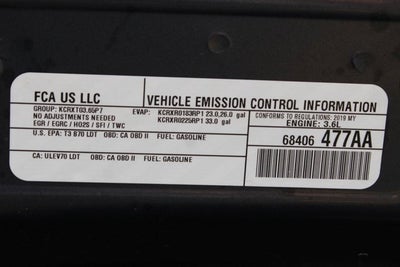 FCA US LLC
VEHICLE EMISSION CONTROL INFORMATION
GROUP: KCRXT03.65P7
NO ADJUSTMENTS NEEDED
EGR / EGRC / HO2S / SFI / TWC
EVAP: KCRXR0183RP1 23.0,26.0 gal
KCRXR0225RP1 33.0 gal
CONFORMS TO REGULATIONS: 2019 MY
ENGINE: 3.6L
68406 477AA
U.S. EPA: T3 B70 LDT OBD: CA OBD II FUEL: GASOLINE
CA: ULEV70 LDT OBD: CA OBD II FUEL: GASOLINE